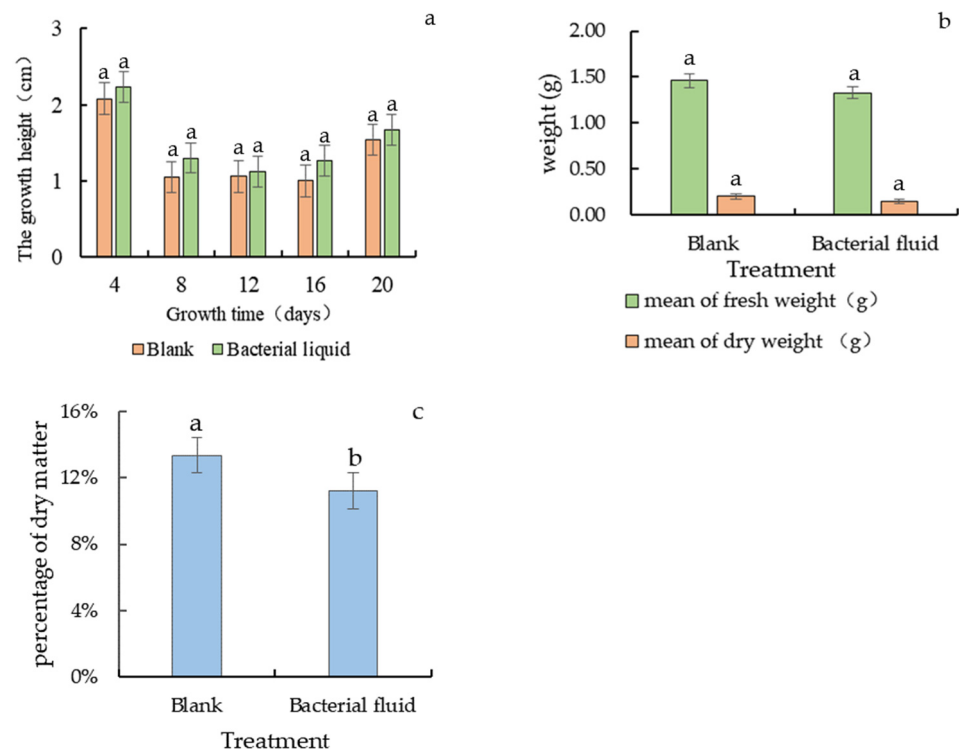 a
The growth height（cm）
3
2
1
0
a a a a a a a a a a
4 8 12 16 20
Growth time（days）
Blank Bacterial liquid
b
weight (g)
2.00
1.50
1.00
0.50
0.00
a a a a
Blank Bacterial fluid
Treatment
mean of fresh weight（g）
mean of dry weight （g）
c
percentage of dry matter
16%
12%
8%
4%
0%
a b
Blank Bacterial fluid
Treatment